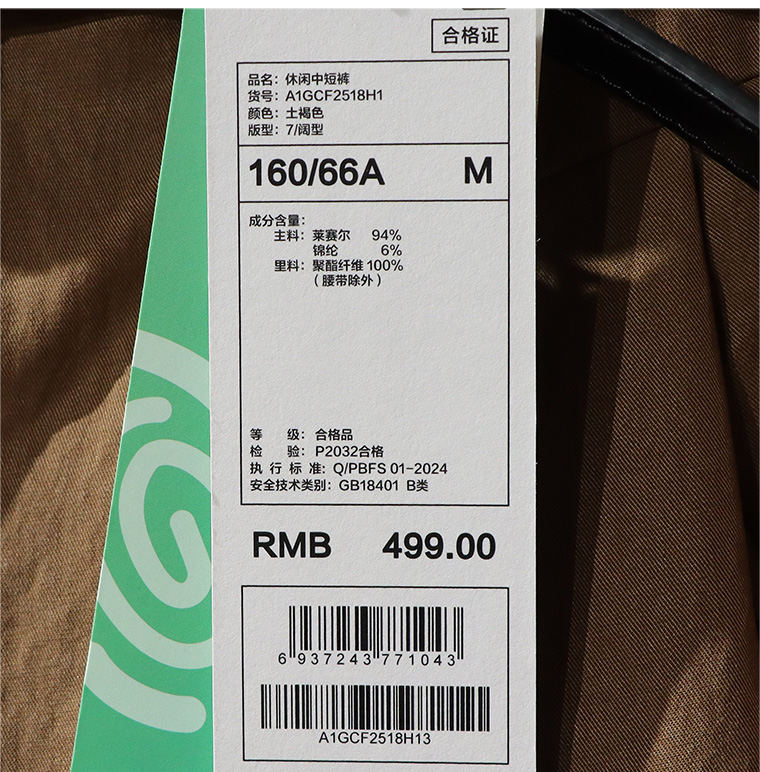 合格证
品名：休闲中短裤
货号：A1GCF2518H1
颜色：土褐色
版型：7/阔型
160/66A M
成分含量：
主料：莱赛尔 94%
锦纶 6%
里料：聚酯纤维 100%
（腰带除外）
等 级：合格品
检 验：P2032合格
执 行 标 准：Q/PBFS 01-2024
安全技术类别：GB18401 B类
RMB 499.00
6 937243 771043
A1GCF2518H13